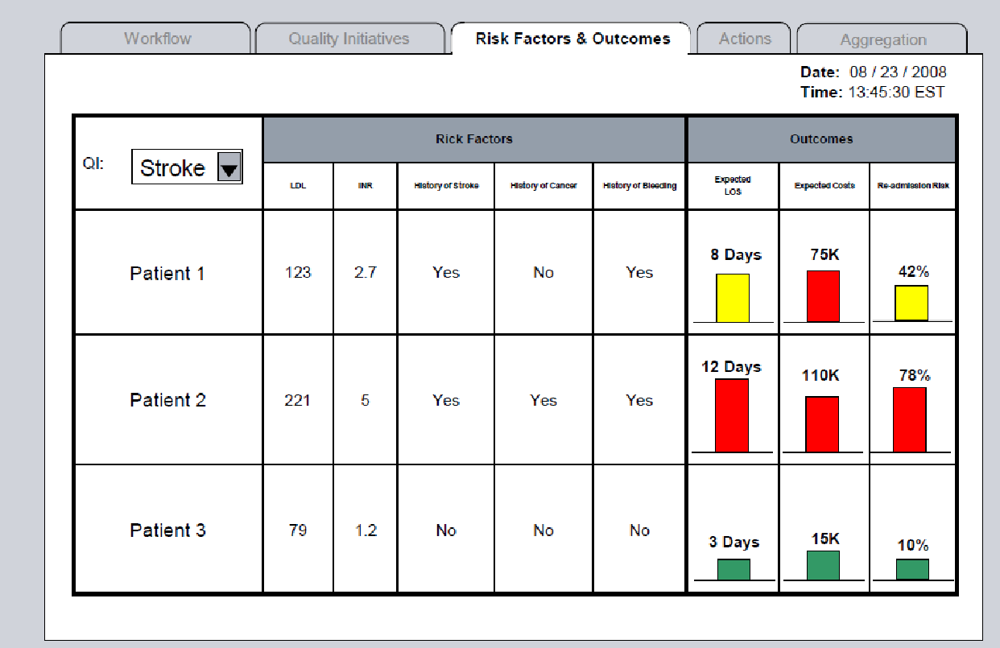 Workflow Quality Initiatives Risk Factors & Outcomes Actions Aggregation
Date: 08 / 23 / 2008
Time: 13:45:30 EST
QI: Stroke
Rick Factors Outcomes
LDL INR History of Stroke History of Cancer History of Bleeding Expected LOS Expected Costs Re-admission Risk
Patient 1 123 2.7 Yes No Yes 8 Days 75K 42%
Patient 2 221 5 Yes Yes Yes 12 Days 110K 78%
Patient 3 79 1.2 No No No 3 Days 15K 10%